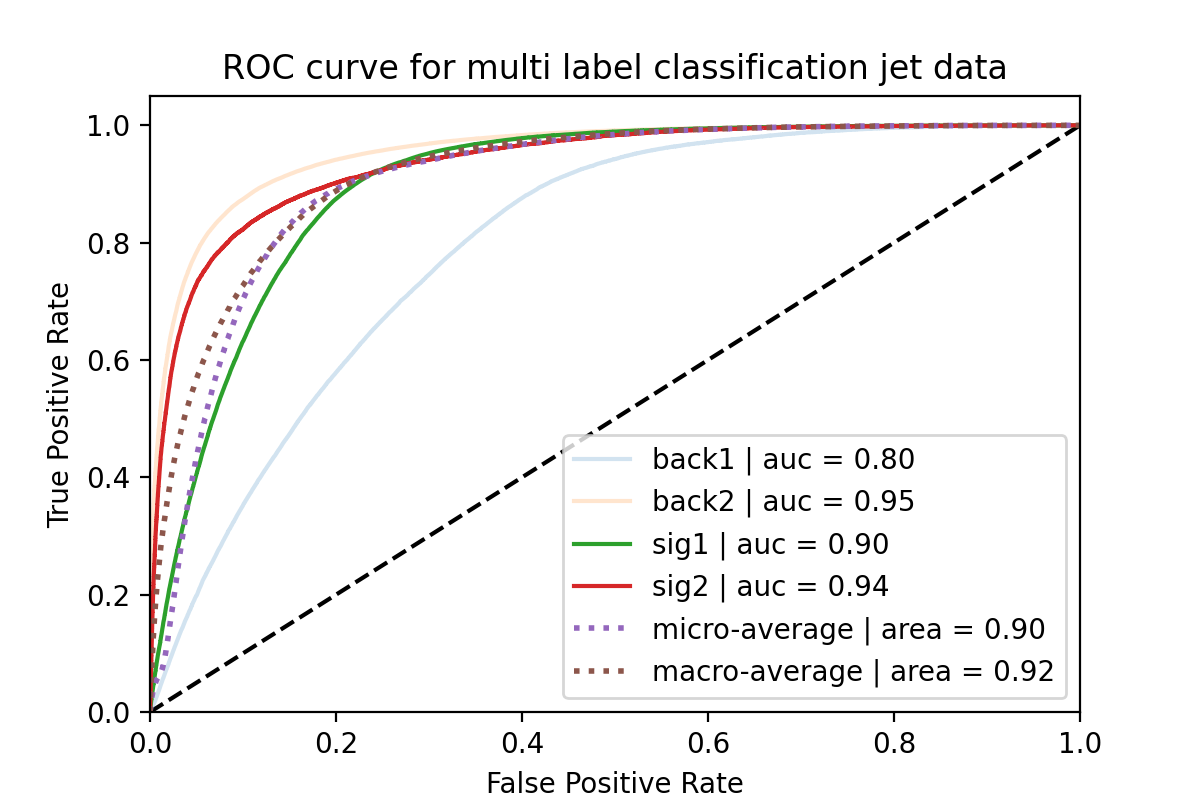 ROC curve for multi label classification jet data
True Positive Rate
1.0
0.8
0.6
0.4
0.2
0.0
back1 | auc = 0.80
back2 | auc = 0.95
sig1 | auc = 0.90
sig2 | auc = 0.94
micro-average | area = 0.90
macro-average | area = 0.92
0.0 0.2 0.4 0.6 0.8 1.0
False Positive Rate